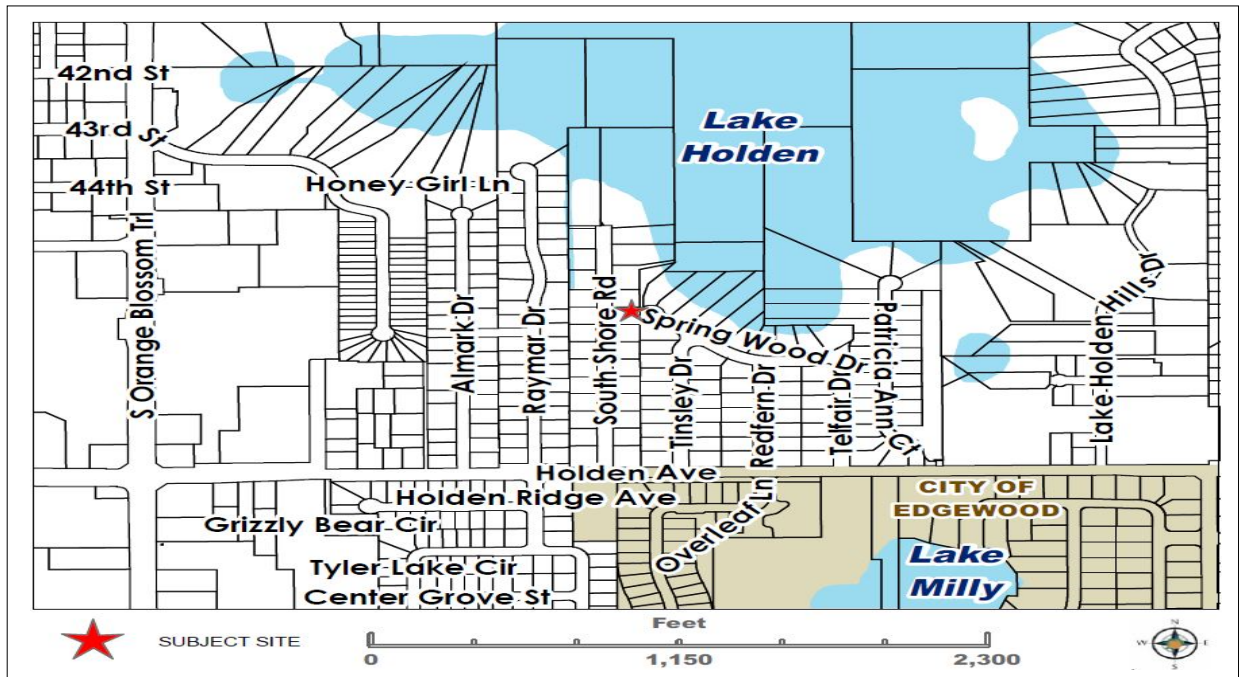 42nd St
43rd St
44th St
Honey Girl Ln
Lake
Holden
S Orange Blossom Trl
Almark Dr
Raymar Dr
South Shore Rd
Spring Wood Dr
Tinsley Dr
Redfern Dr
Telfair Dr
Patricia Ann Ct
Lake Holden Hills Dr
Holden Ave
Holden Ridge Ave
Grizzly Bear Cir
Overleaf Ln
CITY OF
EDGEWOOD
Tyler Lake Cir
Center Grove St
Lake
Milly
SUBJECT SITE
Feet
0 1,150 2,300
N
W E
S